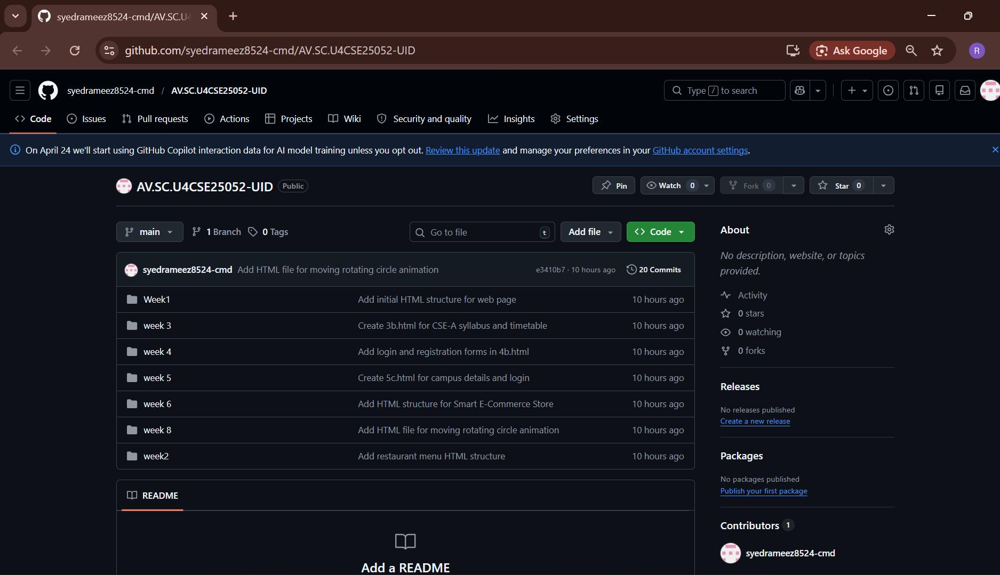 syedrameez8524-cmd/AV.SC.U4
github.com/syedrameez8524-cmd/AV.SC.U4CSE25052-UID
Ask Google
R
syedrameez8524-cmd / AV.SC.U4CSE25052-UID
Type / to search
Code Issues Pull requests Actions Projects Wiki Security and quality Insights Settings
On April 24 we'll start using GitHub Copilot interaction data for AI model training unless you opt out. Review this update and manage your preferences in your GitHub account settings.
AV.SC.U4CSE25052-UID Public
Pin Watch 0 Fork 0 Star 0
main 1 Branch 0 Tags
Go to file t Add file Code
syedrameez8524-cmd Add HTML file for moving rotating circle animation e3410b7 · 10 hours ago 20 Commits
Week1 Add initial HTML structure for web page 10 hours ago
week 3 Create 3b.html for CSE-A syllabus and timetable 10 hours ago
week 4 Add login and registration forms in 4b.html 10 hours ago
week 5 Create 5c.html for campus details and login 10 hours ago
week 6 Add HTML structure for Smart E-Commerce Store 10 hours ago
week 8 Add HTML file for moving rotating circle animation 10 hours ago
week2 Add restaurant menu HTML structure 10 hours ago
README
Add a README
About
No description, website, or topics
provided.
Activity
0 stars
0 watching
0 forks
Releases
No releases published
Create a new release
Packages
No packages published
Publish your first package
Contributors 1
syedrameez8524-cmd